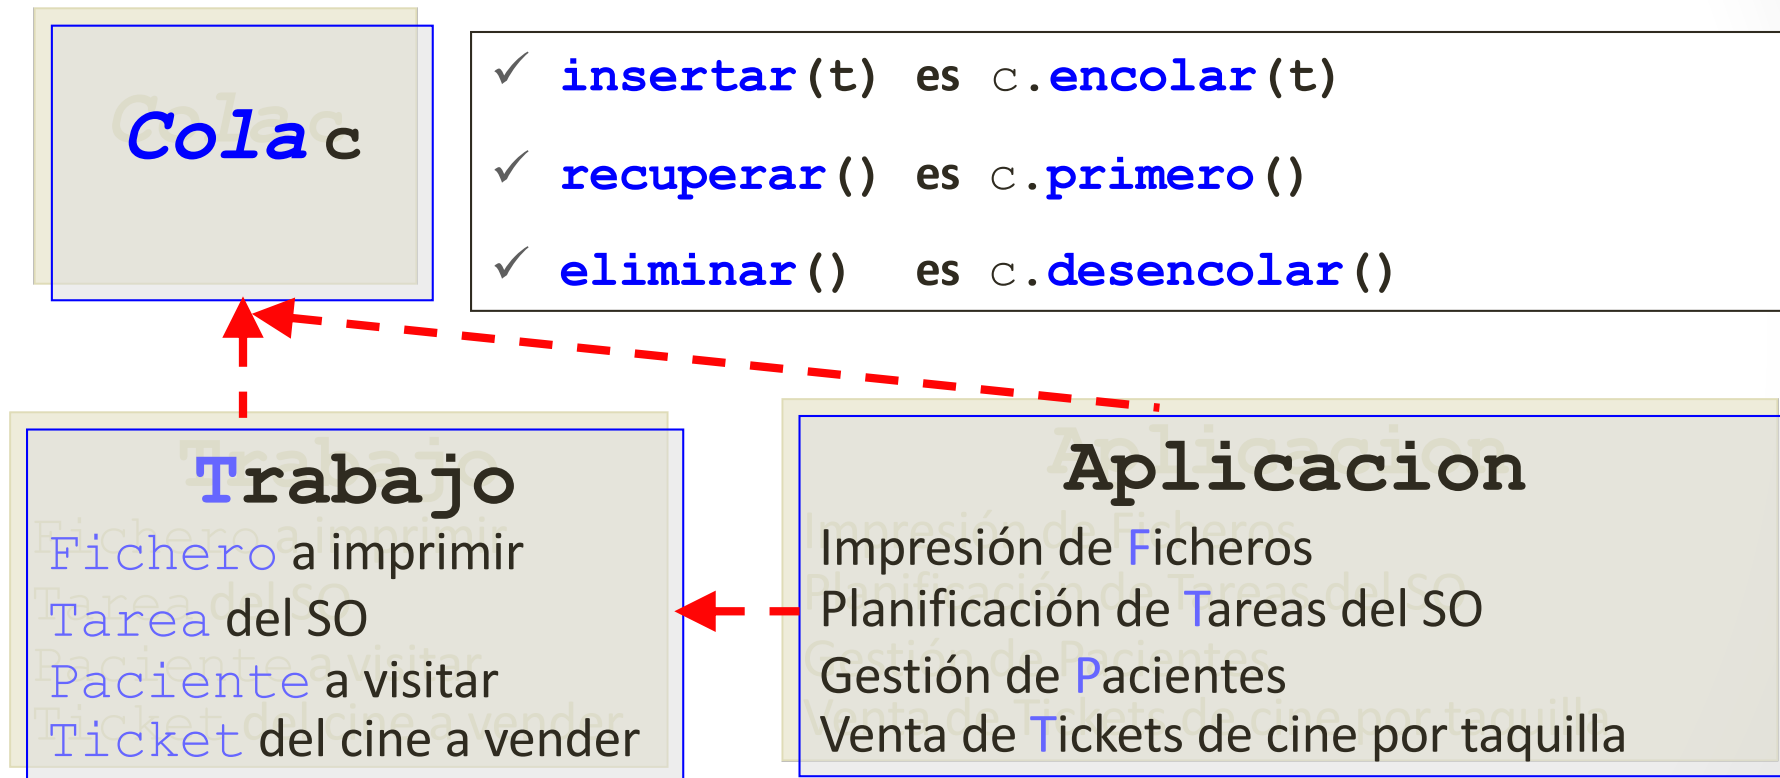 Cola c
✓ insertar(t) es c.encolar(t)
✓ recuperar() es c.primero()
✓ eliminar() es c.desencolar()
Trabajo
Fichero a imprimir
Tarea del SO
Paciente a visitar
Ticket del cine a vender
Aplicacion
Impresión de Ficheros
Planificación de Tareas del SO
Gestión de Pacientes
Venta de Tickets de cine por taquilla